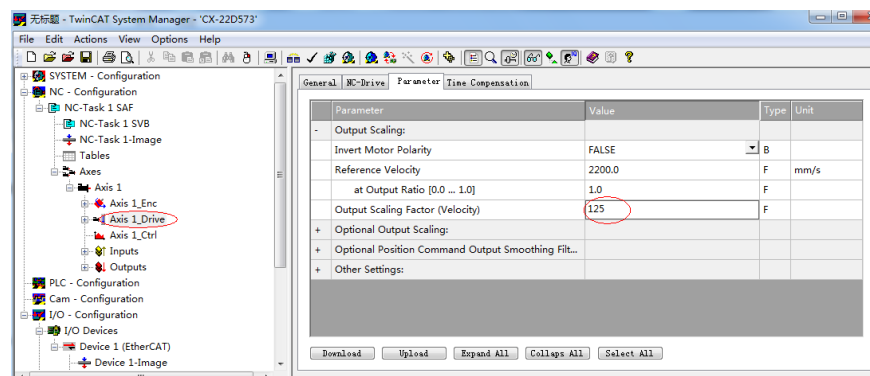 无标题 - TwinCAT System Manager - 'CX-22D573'
File Edit Actions View Options Help
SYSTEM - Configuration
NC - Configuration
NC-Task 1 SAF
NC-Task 1 SVB
NC-Task 1-Image
Tables
Axes
Axis 1
Axis 1_Enc
Axis 1_Drive
Axis 1_Ctrl
Inputs
Outputs
PLC - Configuration
Cam - Configuration
I/O - Configuration
I/O Devices
Device 1 (EtherCAT)
Device 1-Image
General NC-Drive Parameter Time Compensation
Parameter Value Type Unit
- Output Scaling:
Invert Motor Polarity FALSE B
Reference Velocity 2200.0 F mm/s
at Output Ratio [0.0 ... 1.0] 1.0 F
Output Scaling Factor (Velocity) 125 F
+ Optional Output Scaling:
+ Optional Position Command Output Smoothing Filt...
+ Other Settings:
Download Upload Expand All Collaps All Select All